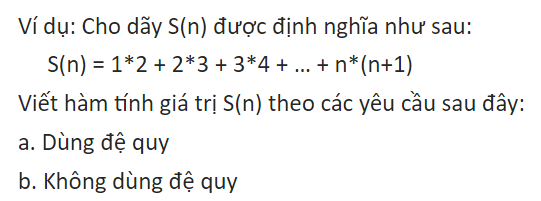 Ví dụ: Cho dãy S(n) được định nghĩa như sau:
S(n) = 1*2 + 2*3 + 3*4 + ... + n*(n+1)
Viết hàm tính giá trị S(n) theo các yêu cầu sau đây:
a. Dùng đệ quy
b. Không dùng đệ quy